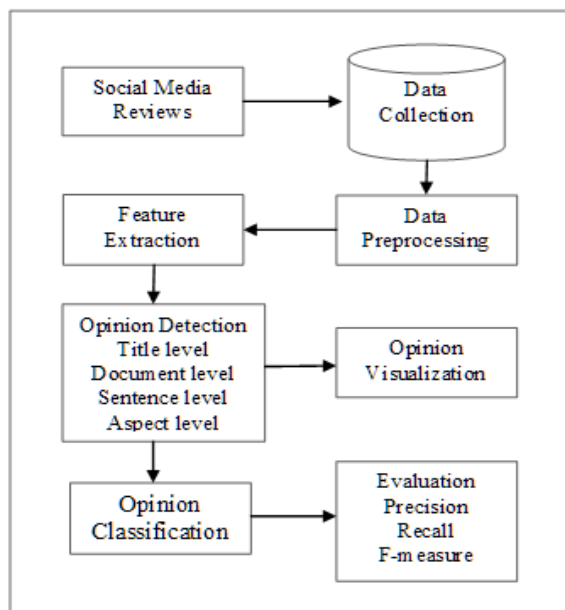 Social Media
Reviews
Data
Collection
Feature
Extraction
Data
Preprocessing
Opinion Detection
Title level
Document level
Sentence level
Aspect level
Opinion
Visualization
Opinion
Classification
Evaluation
Precision
Recall
F-measure